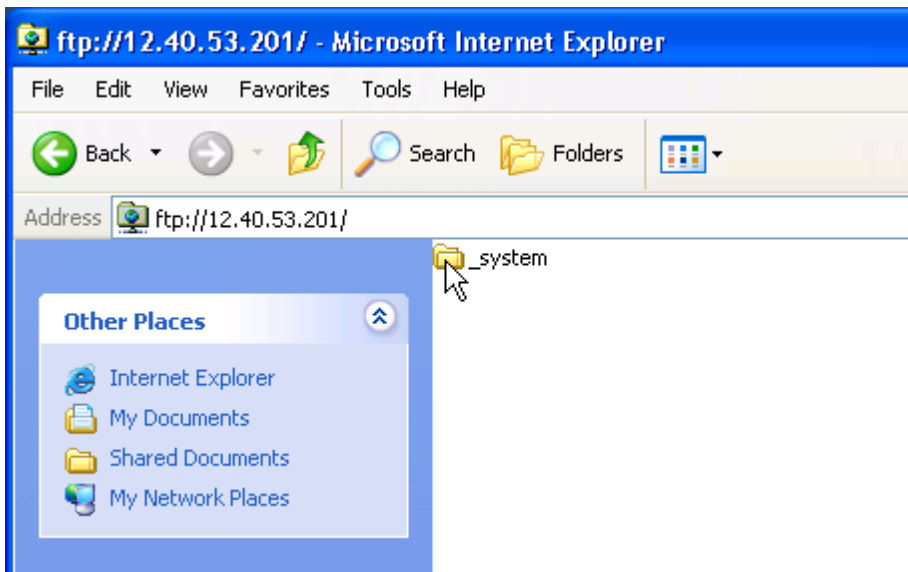 ftp://12.40.53.201/ - Microsoft Internet Explorer
File Edit View Favorites Tools Help
Back Search Folders
Address ftp://12.40.53.201/
_system
Other Places
Internet Explorer
My Documents
Shared Documents
My Network Places